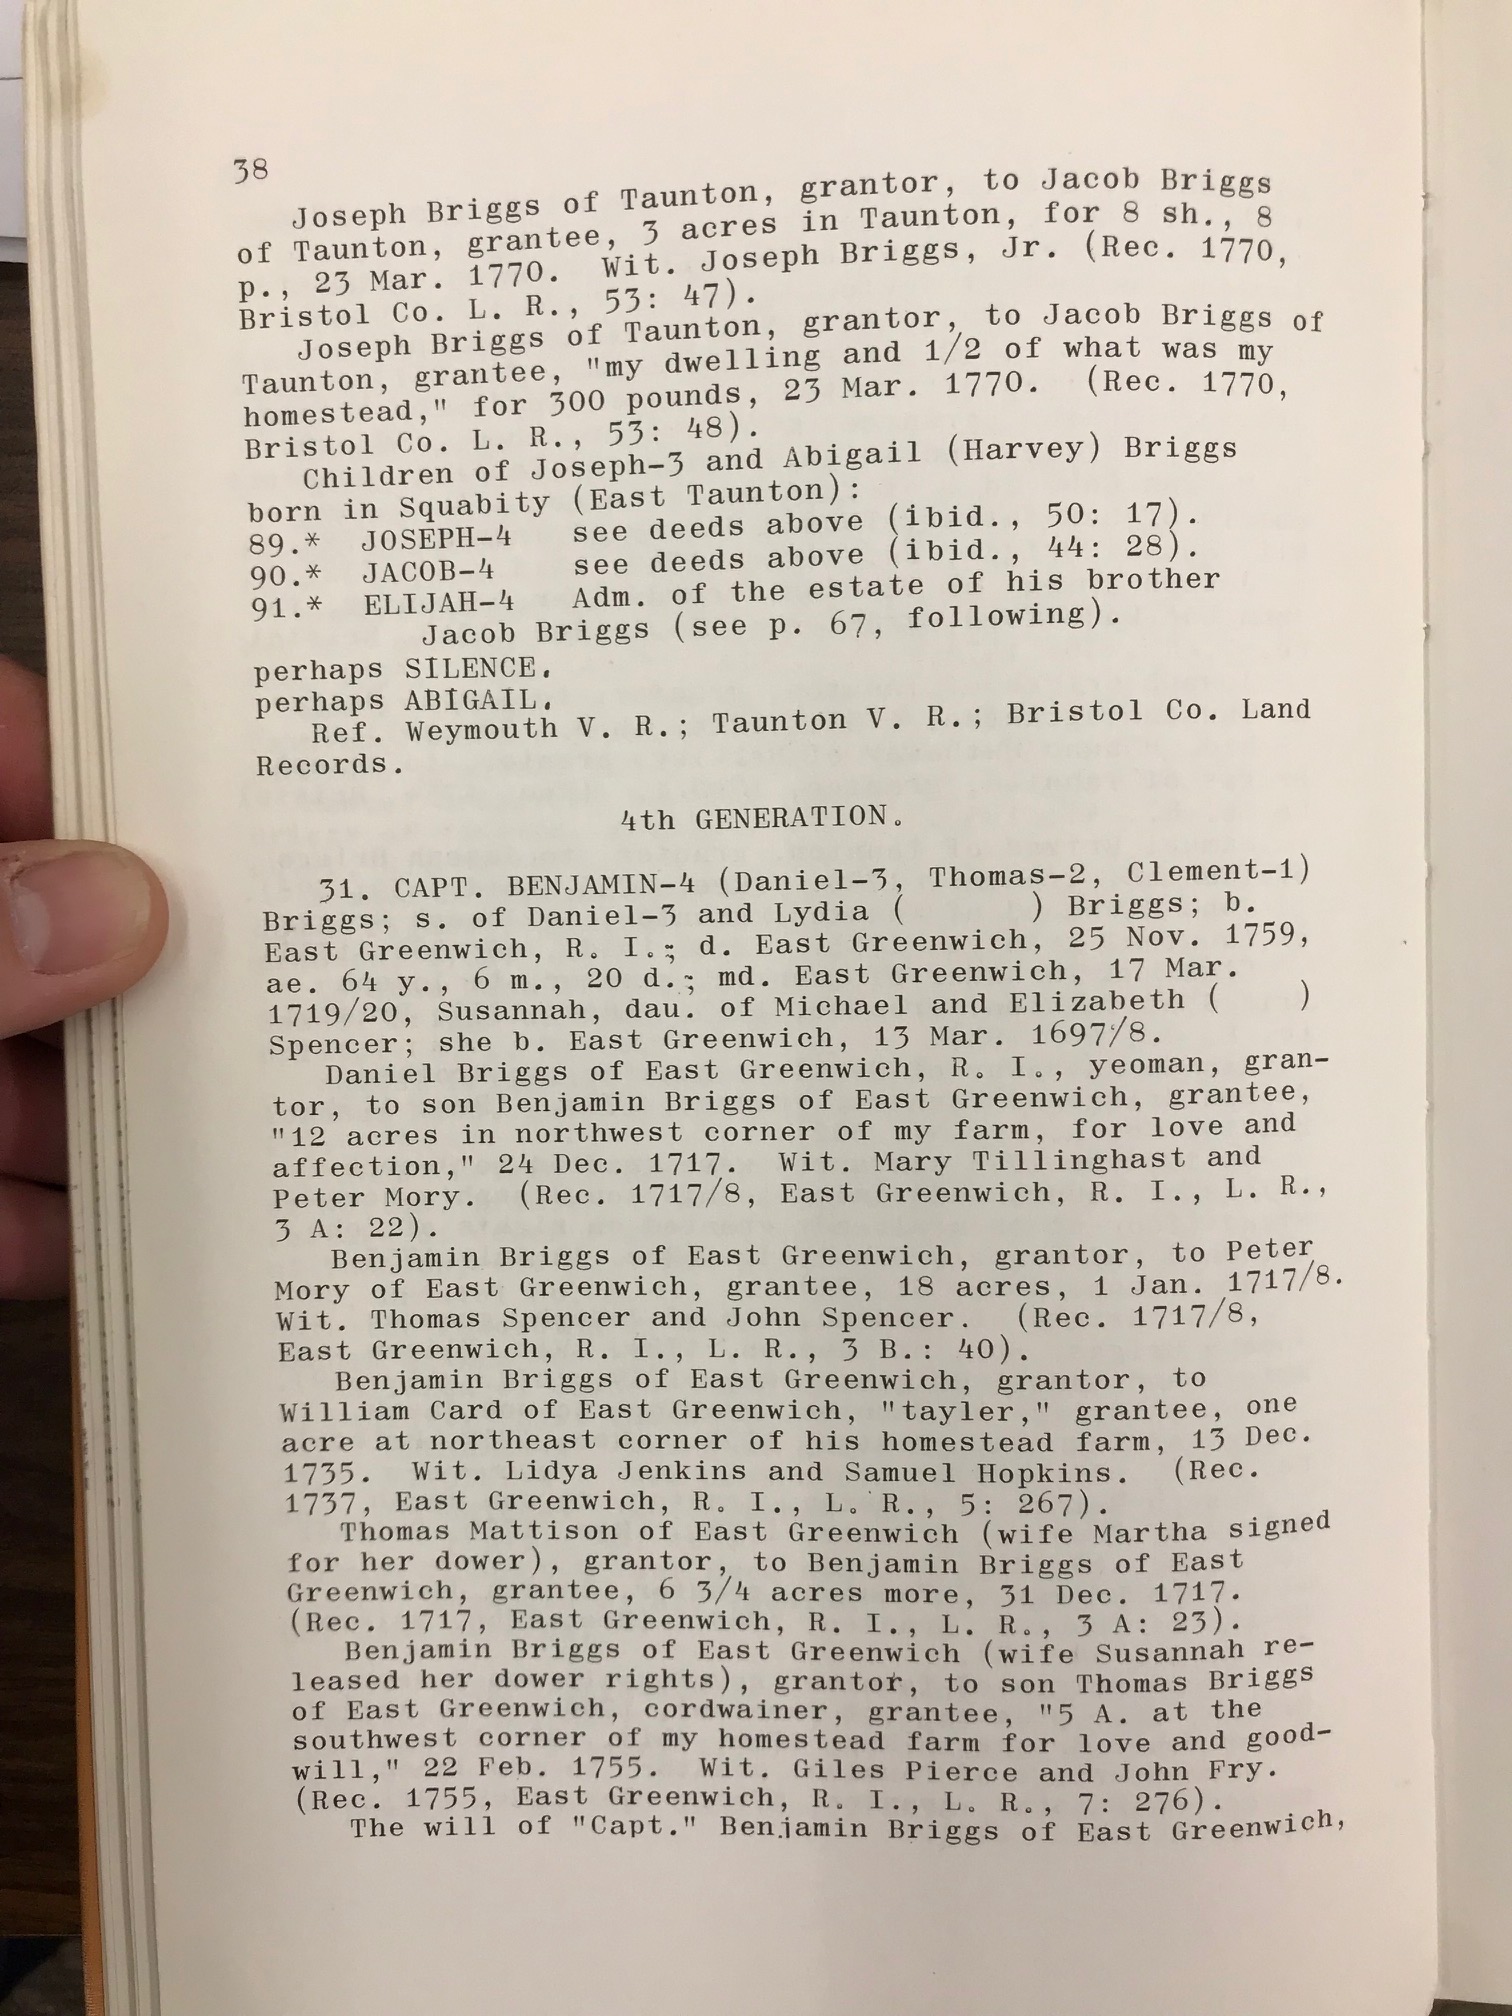 38
Joseph Briggs of Taunton, grantor, to Jacob Briggs
of Taunton, grantee, 3 acres in Taunton, for 8 sh., 8
p., 23 Mar. 1770. Wit. Joseph Briggs, Jr. (Rec. 1770,
Bristol Co. L. R., 53: 47).
Joseph Briggs of Taunton, grantor, to Jacob Briggs of
Taunton, grantee, "my dwelling and 1/2 of what was my
homestead," for 300 pounds, 23 Mar. 1770. (Rec. 1770,
Bristol Co. L. R., 53: 48).
Children of Joseph-3 and Abigail (Harvey) Briggs
born in Squabity (East Taunton):
89.* JOSEPH-4 see deeds above (ibid., 50: 17).
90.* JACOB-4 see deeds above (ibid., 44: 28).
91.* ELIJAH-4 Adm. of the estate of his brother
Jacob Briggs (see p. 67, following).
perhaps SILENCE.
perhaps ABIGAIL.
Ref. Weymouth V. R.; Taunton V. R.; Bristol Co. Land
Records.
4th GENERATION.
31. CAPT. BENJAMIN-4 (Daniel-3, Thomas-2, Clement-1)
Briggs; s. of Daniel-3 and Lydia ( ) Briggs; b.
East Greenwich, R. I.; d. East Greenwich, 25 Nov. 1759,
ae. 64 y., 6 m., 20 d.; md. East Greenwich, 17 Mar.
1719/20, Susannah, dau. of Michael and Elizabeth ( )
Spencer; she b. East Greenwich, 13 Mar. 1697/8.
Daniel Briggs of East Greenwich, R. I., yeoman, gran-
tor, to son Benjamin Briggs of East Greenwich, grantee,
"12 acres in northwest corner of my farm, for love and
affection," 24 Dec. 1717. Wit. Mary Tillinghast and
Peter Mory. (Rec. 1717/8, East Greenwich, R. I., L. R.,
3 A: 22).
Benjamin Briggs of East Greenwich, grantor, to Peter
Mory of East Greenwich, grantee, 18 acres, 1 Jan. 1717/8.
Wit. Thomas Spencer and John Spencer. (Rec. 1717/8,
East Greenwich, R. I., L. R., 3 B.: 40).
Benjamin Briggs of East Greenwich, grantor, to
William Card of East Greenwich, "tayler," grantee, one
acre at northeast corner of his homestead farm, 13 Dec.
1735. Wit. Lidya Jenkins and Samuel Hopkins. (Rec.
1737, East Greenwich, R. I., L. R., 5: 267).
Thomas Mattison of East Greenwich (wife Martha signed
for her dower), grantor, to Benjamin Briggs of East
Greenwich, grantee, 6 3/4 acres more, 31 Dec. 1717.
(Rec. 1717, East Greenwich, R. I., L. R., 3 A: 23).
Benjamin Briggs of East Greenwich (wife Susannah re-
leased her dower rights), grantor, to son Thomas Briggs
of East Greenwich, cordwainer, grantee, "5 A. at the
southwest corner of my homestead farm for love and good-
will," 22 Feb. 1755. Wit. Giles Pierce and John Fry.
(Rec. 1755, East Greenwich, R. I., L. R., 7: 276).
The will of "Capt." Benjamin Briggs of East Greenwich,